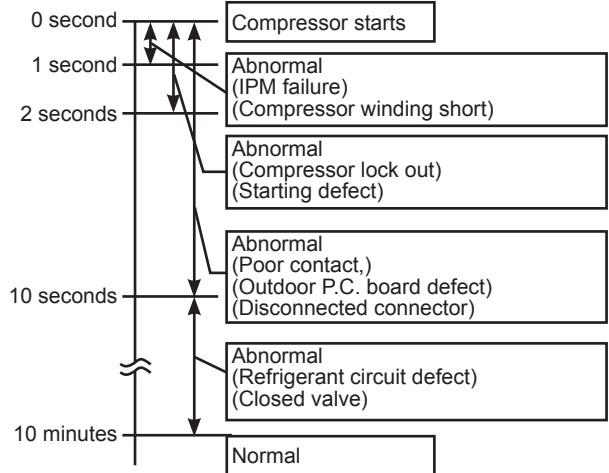 0 second
Compressor starts
1 second
Abnormal
(IPM failure)
(Compressor winding short)
2 seconds
Abnormal
(Compressor lock out)
(Starting defect)
Abnormal
(Poor contact,)
(Outdoor P.C. board defect)
(Disconnected connector)
10 seconds
Abnormal
(Refrigerant circuit defect)
(Closed valve)
10 minutes
Normal